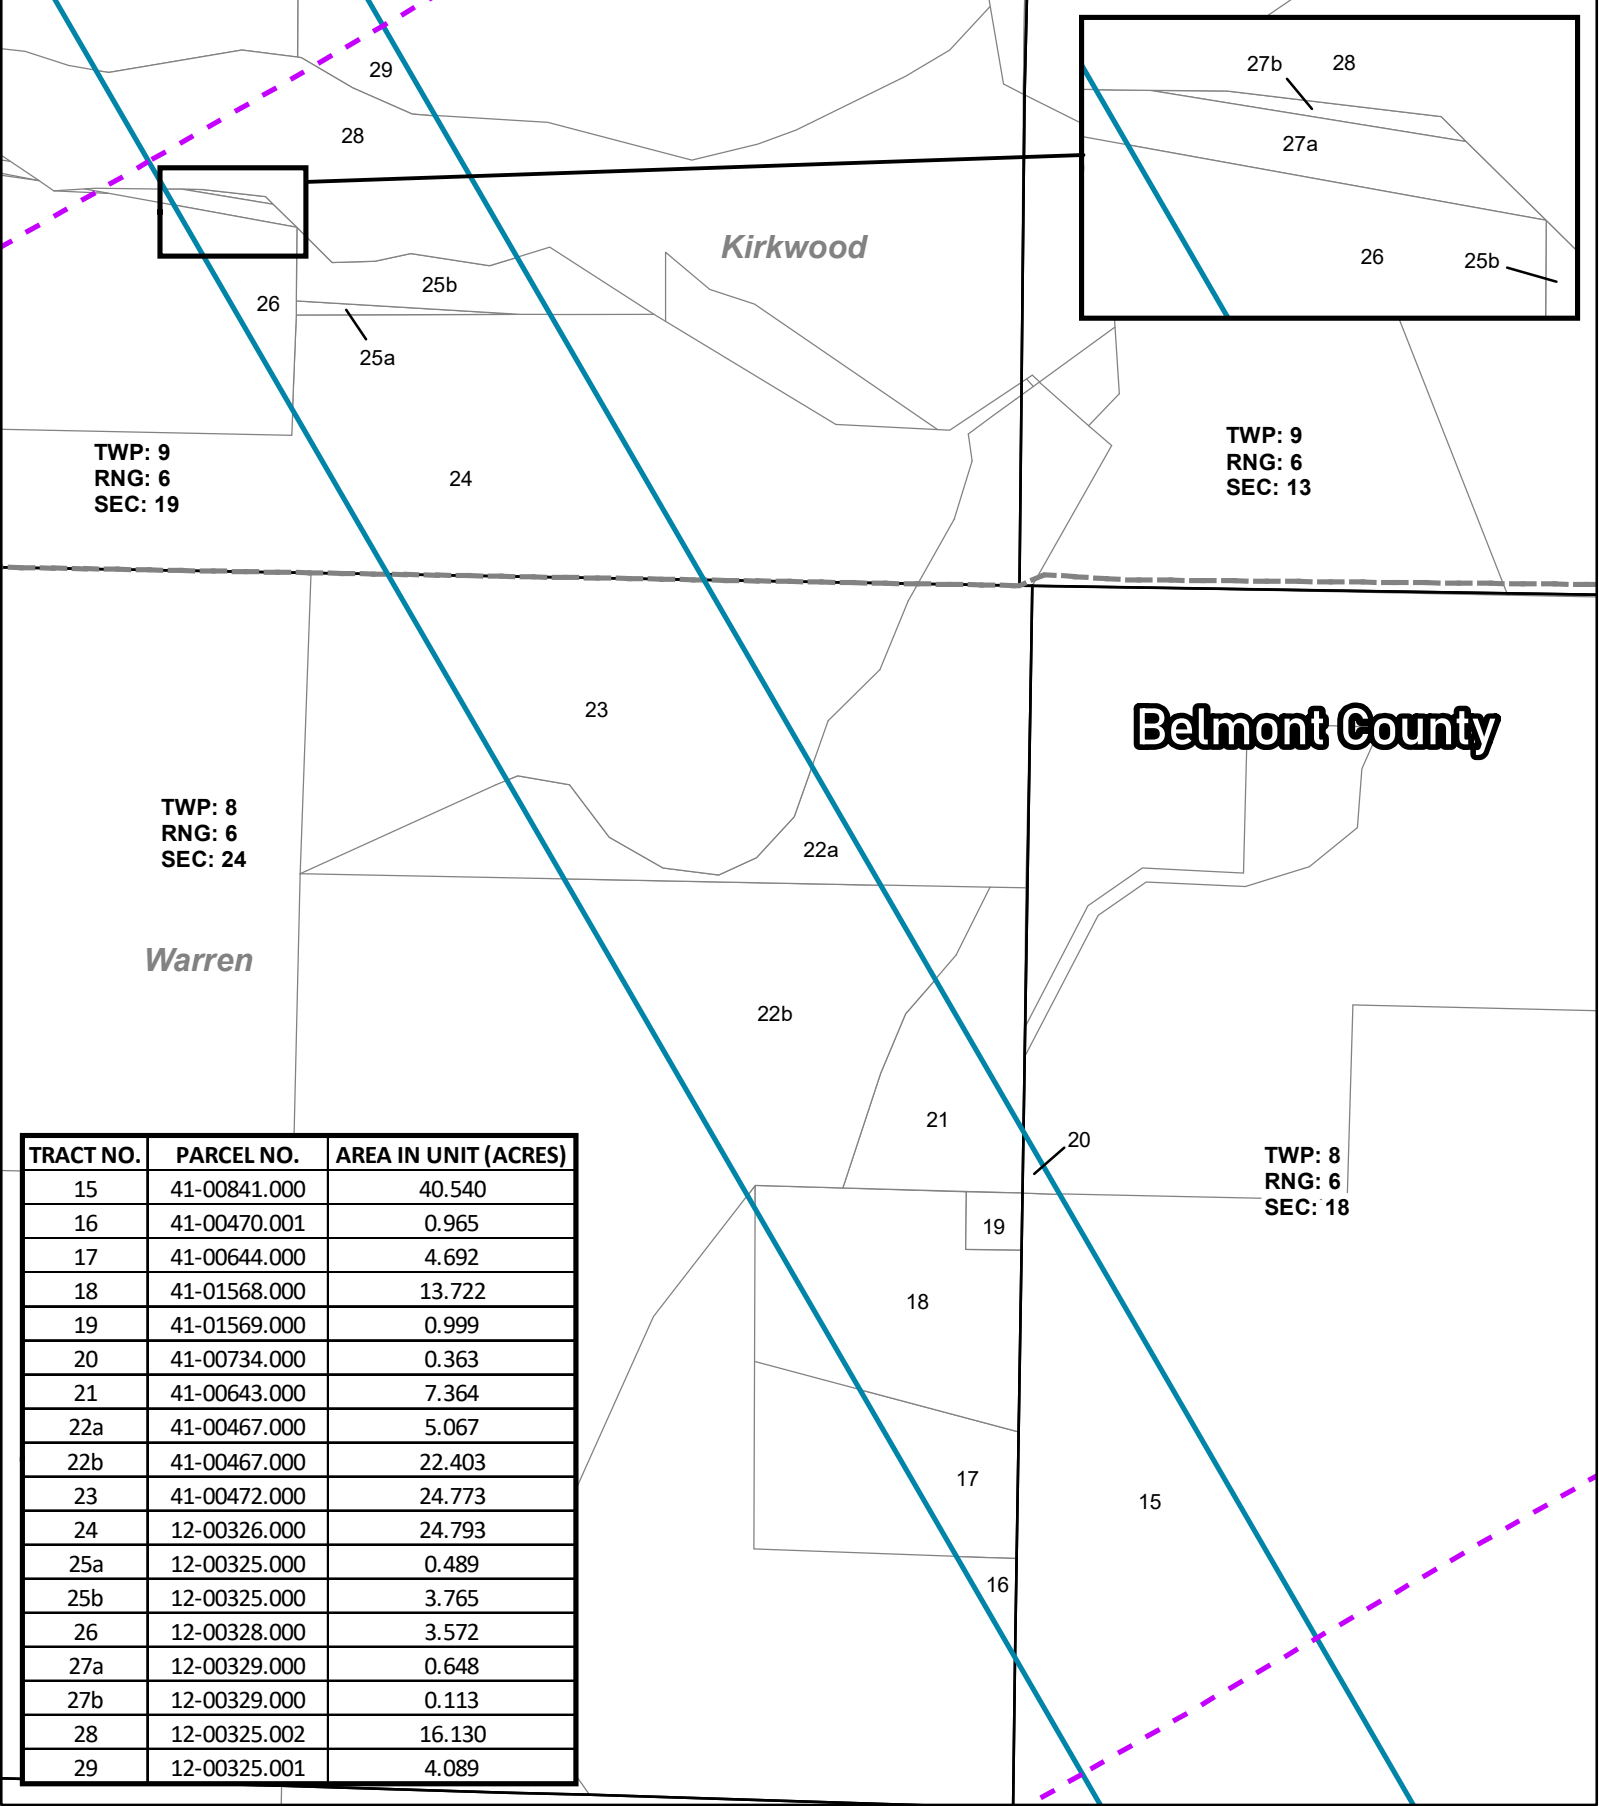 29
28
27b 28
27a
26 25b
Kirkwood
25b
26
25a
TWP: 9
RNG: 6
SEC: 19
24
TWP: 9
RNG: 6
SEC: 13
23
Belmont County
TWP: 8
RNG: 6
SEC: 24
22a
Warren
22b
21
20
TWP: 8
RNG: 6
SEC: 18
19
18
17
15
16
TRACT NO. PARCEL NO. AREA IN UNIT (ACRES)
15 41-00841.000 40.540
16 41-00470.001 0.965
17 41-00644.000 4.692
18 41-01568.000 13.722
19 41-01569.000 0.999
20 41-00734.000 0.363
21 41-00643.000 7.364
22a 41-00467.000 5.067
22b 41-00467.000 22.403
23 41-00472.000 24.773
24 12-00326.000 24.793
25a 12-00325.000 0.489
25b 12-00325.000 3.765
26 12-00328.000 3.572
27a 12-00329.000 0.648
27b 12-00329.000 0.113
28 12-00325.002 16.130
29 12-00325.001 4.089